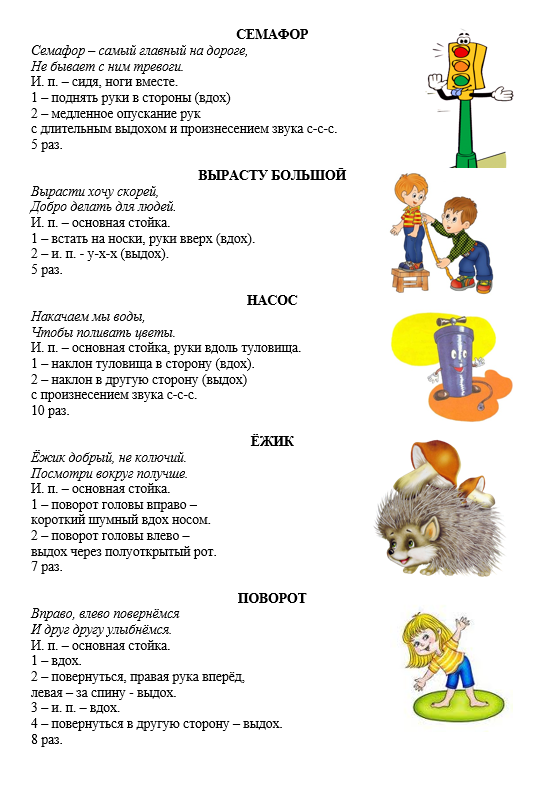 СЕМАФОР
Семафор – самый главный на дороге,
Не бывает с ним тревоги.
И. п. – сидя, ноги вместе.
1 – поднять руки в стороны (вдох)
2 – медленное опускание рук
с длительным выдохом и произнесением звука с-с-с.
5 раз.
ВЫРАСТУ БОЛЬШОЙ
Вырасти хочу скорей,
Добро делать для людей.
И. п. – основная стойка.
1 – встать на носки, руки вверх (вдох).
2 – и. п. - у-х-х (выдох).
5 раз.
НАСОС
Накачаем мы воды,
Чтобы поливать цветы.
И. п. – основная стойка, руки вдоль туловища.
1 – наклон туловища в сторону (вдох).
2 – наклон в другую сторону (выдох)
с произнесением звука с-с-с.
10 раз.
ЁЖИК
Ёжик добрый, не колючий.
Посмотри вокруг получше.
И. п. – основная стойка.
1 – поворот головы вправо –
короткий шумный вдох носом.
2 – поворот головы влево –
выдох через полуоткрытый рот.
7 раз.
ПОВОРОТ
Вправо, влево повернёмся
И друг другу улыбнёмся.
И. п. – основная стойка.
1 – вдох.
2 – повернуться, правая рука вперёд,
левая – за спину - выдох.
3 – и. п. – вдох.
4 – повернуться в другую сторону – выдох.
8 раз.